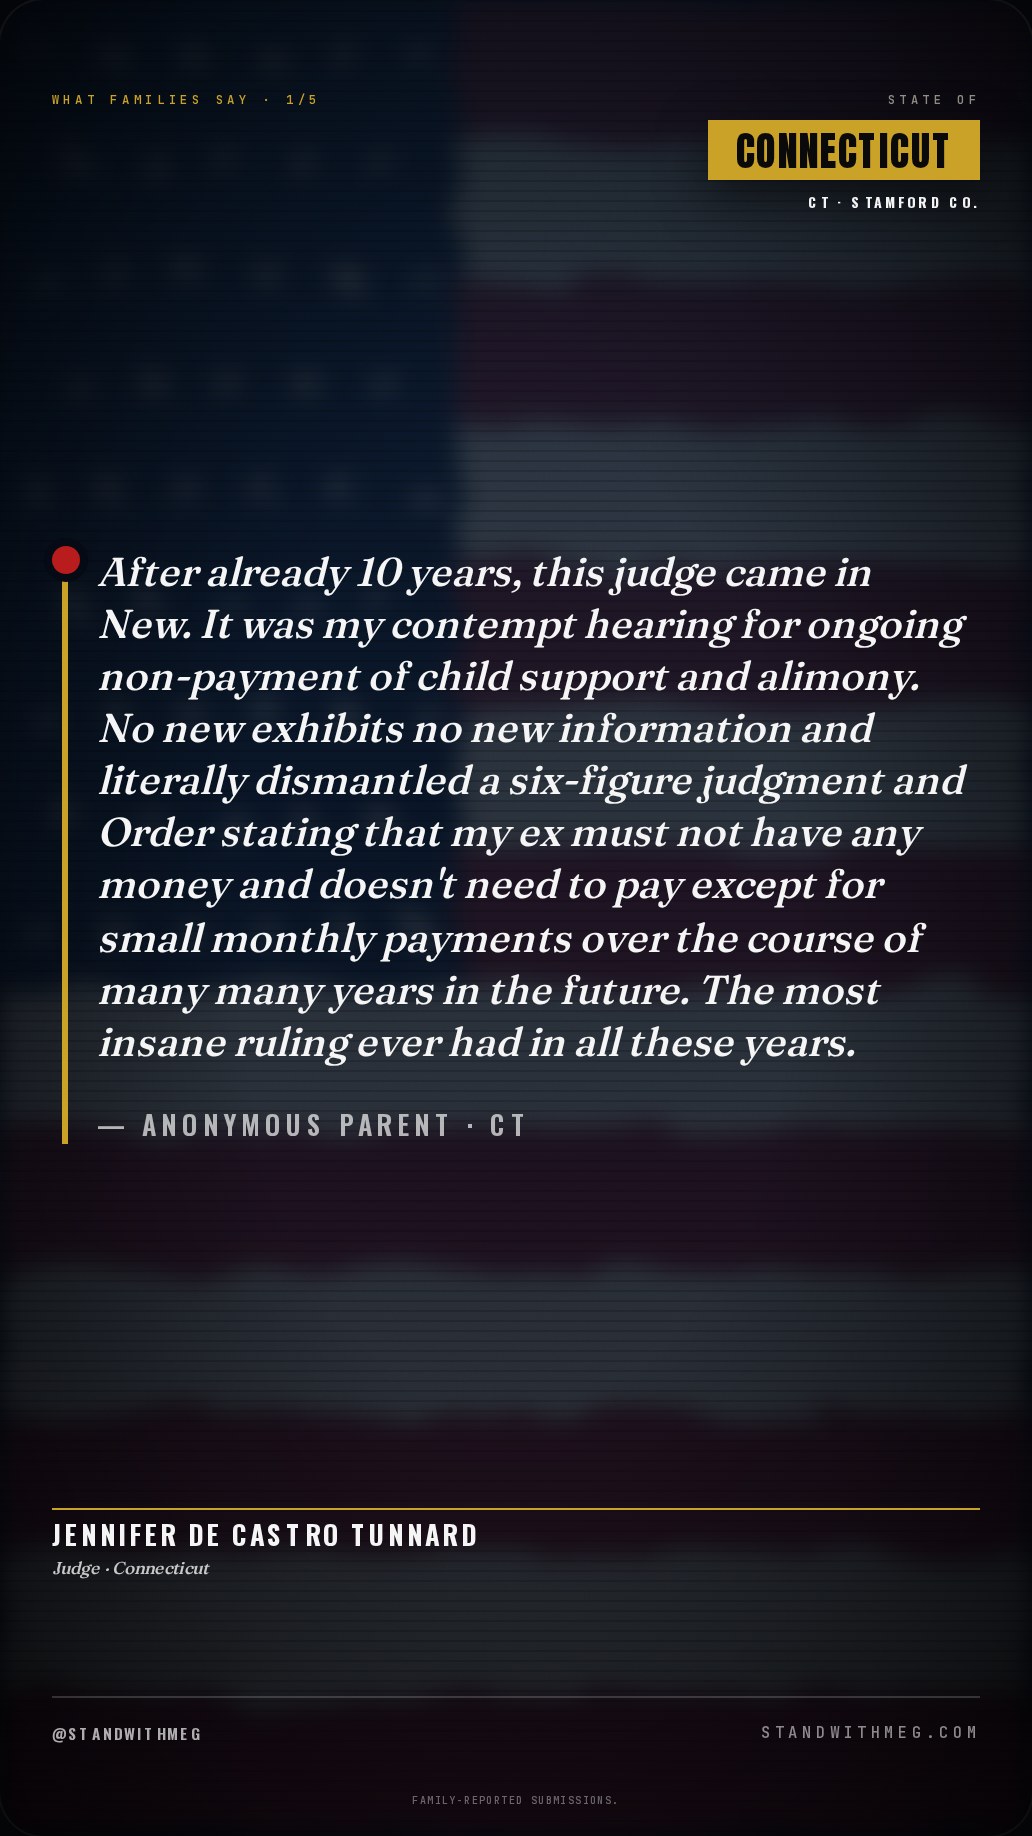 WHAT FAMILIES SAY · 1/5
STATE OF
CONNECTICUT
CT · STAMFORD CO.
After already 10 years, this judge came in
New. It was my contempt hearing for ongoing
non-payment of child support and alimony.
No new exhibits no new information and
literally dismantled a six-figure judgment and
Order stating that my ex must not have any
money and doesn't need to pay except for
small monthly payments over the course of
many many years in the future. The most
insane ruling ever had in all these years.
— ANONYMOUS PARENT · CT
JENNIFER DE CASTRO TUNNARD
Judge · Connecticut
@STANDWITHMEG
STANDWITHMEG.COM
FAMILY-REPORTED SUBMISSIONS.